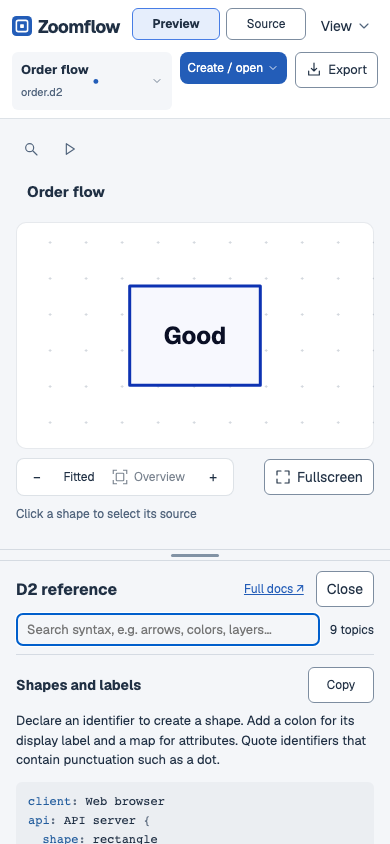 Zoomflow
Preview
Source
View
Order flow
order.d2
Create / open
Export
Order flow
Good
− Fitted Overview +
Fullscreen
Click a shape to select its source
D2 reference
Full docs ↗
Close
Search syntax, e.g. arrows, colors, layers…
9 topics
Shapes and labels
Copy
Declare an identifier to create a shape. Add a colon for its
display label and a map for attributes. Quote identifiers that
contain punctuation such as a dot.
client: Web browser
api: API server {
  shape: rectangle